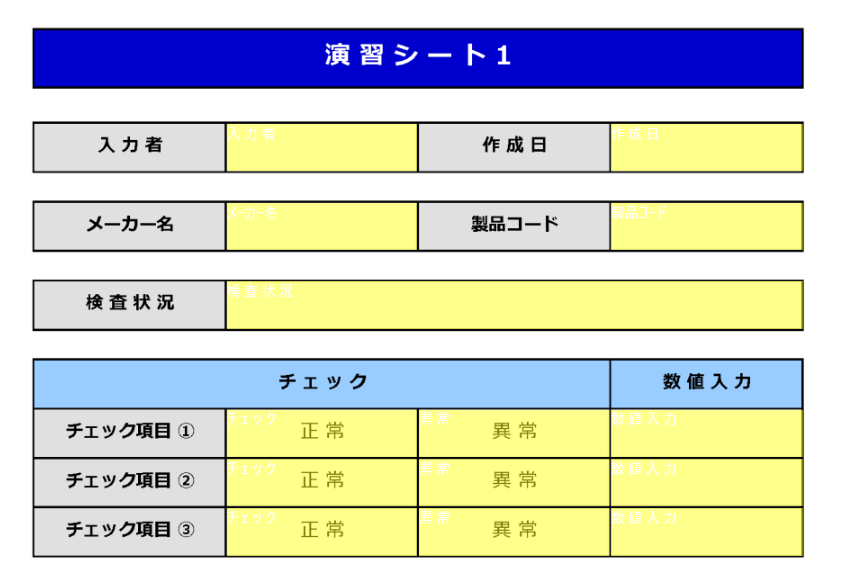 演習シート1
入力者 入力者 作成日 作成日
メーカー名 メーカー名 製品コード 製品コード
検査状況 検査状況
チェック 数値入力
チェック項目 ① チェック 正常 異常 異常 数値入力
チェック項目 ② チェック 正常 異常 異常 数値入力
チェック項目 ③ チェック 正常 異常 異常 数値入力